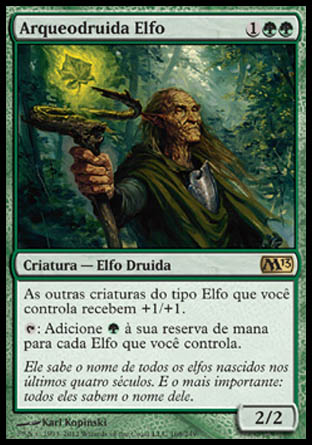 Arqueodruida Elfo 1
Criatura — Elfo Druida M13
As outras criaturas do tipo Elfo que você
controla recebem +1/+1.
: Adicione à sua reserva de mana
para cada Elfo que você controla.
Ele sabe o nome de todos os elfos nascidos nos
últimos quatro séculos. E o mais importante:
todos eles sabem o nome dele.
Karl Kopinski
2/2